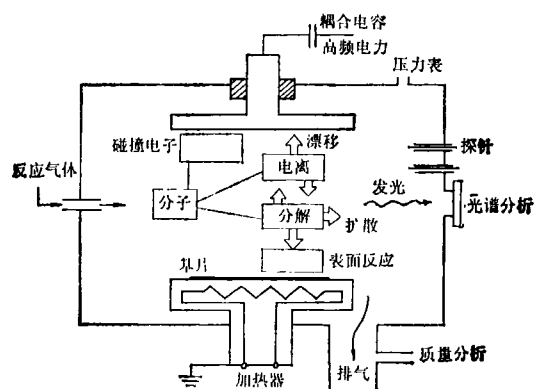 耦合电容
高频电力
压力表
碰撞电子
漂移
探针
电离
反应气体
发光
分子
分解
光谱分析
扩散
基片
表面反应
质量分析
加热器
排气